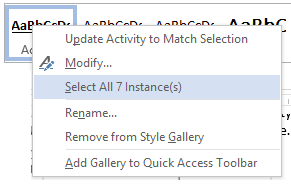 AaBbCcDc AaBbCcDc AaBbCcDc AaBbC
Update Activity to Match Selection
Modify...
Select All 7 Instance(s)
Rename...
Remove from Style Gallery
Add Gallery to Quick Access Toolbar